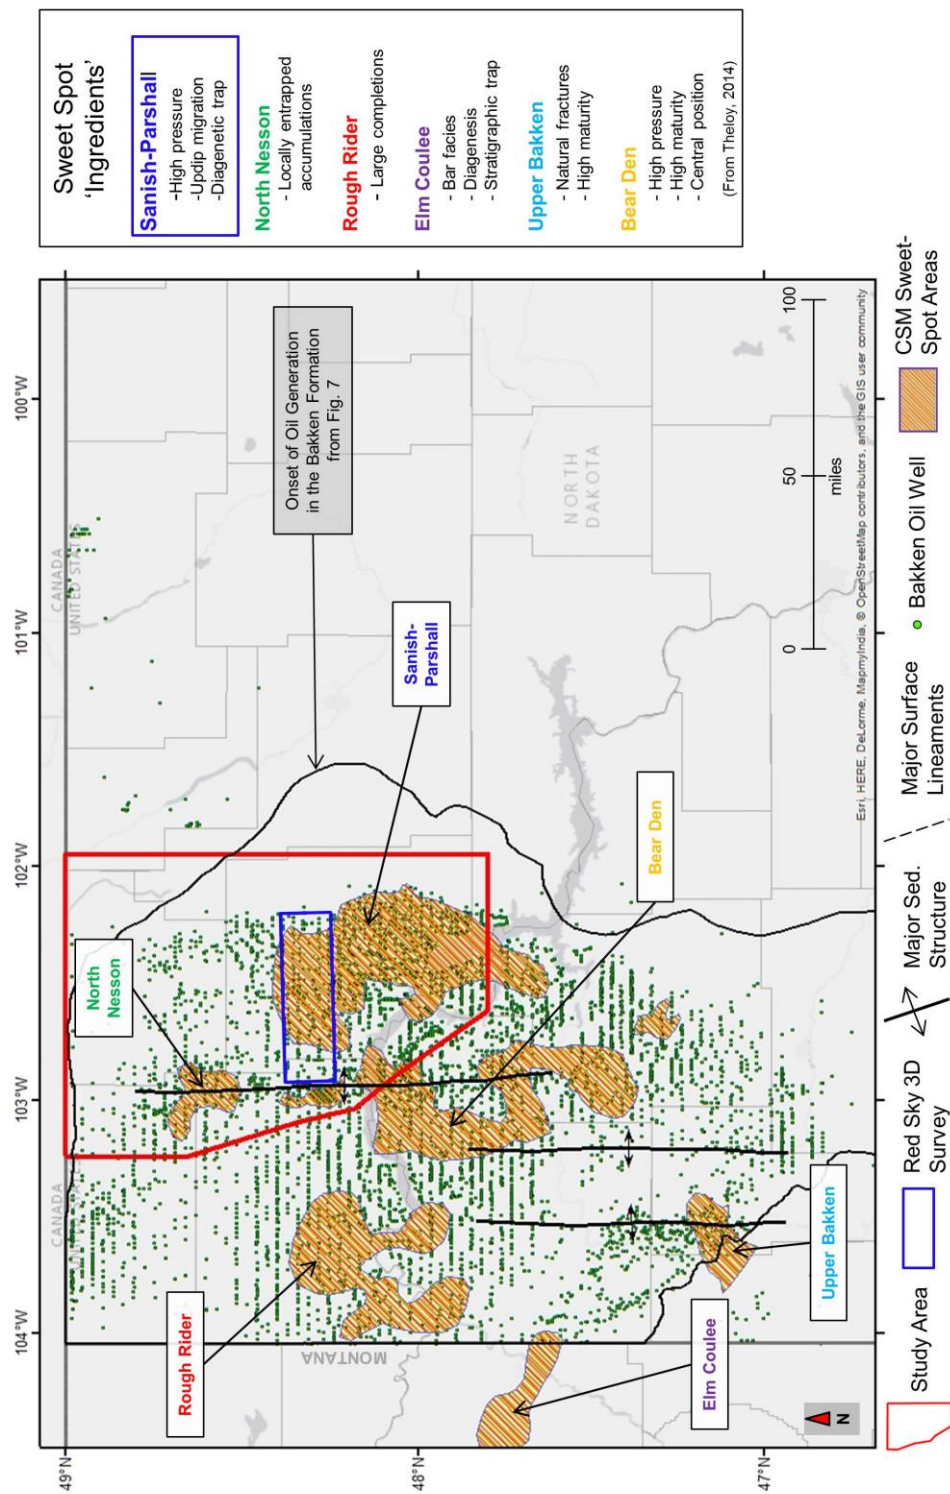 49°N
48°N
47°N
104°W
103°W
102°W
101°W
100°W
CANADA
CANADA
UNITED STATES
MONTANA
NORTH
DAKOTA
North
Nesson
Rough Rider
Sanish-
Parshall
Bear Den
Elm Coulee
Upper Bakken
Onset of Oil Generation
in the Bakken Formation
from Fig. 7
0
50
100
miles
N
Esri, HERE, DeLorme, MapmyIndia, © OpenStreetMap contributors, and the GIS user community
Sweet Spot
'Ingredients'
Sanish-Parshall
-High pressure
-Updip migration
-Diagenetic trap
North Nesson
- Locally entrapped
accumulations
Rough Rider
- Large completions
Elm Coulee
- Bar facies
- Diagenesis
- Stratigraphic trap
Upper Bakken
- Natural fractures
- High maturity
Bear Den
- High pressure
- High maturity
- Central position
(From Theloy, 2014)
Study Area
Red Sky 3D
Survey
Major Sed.
Structure
Major Surface
Lineaments
Bakken Oil Well
CSM Sweet-
Spot Areas